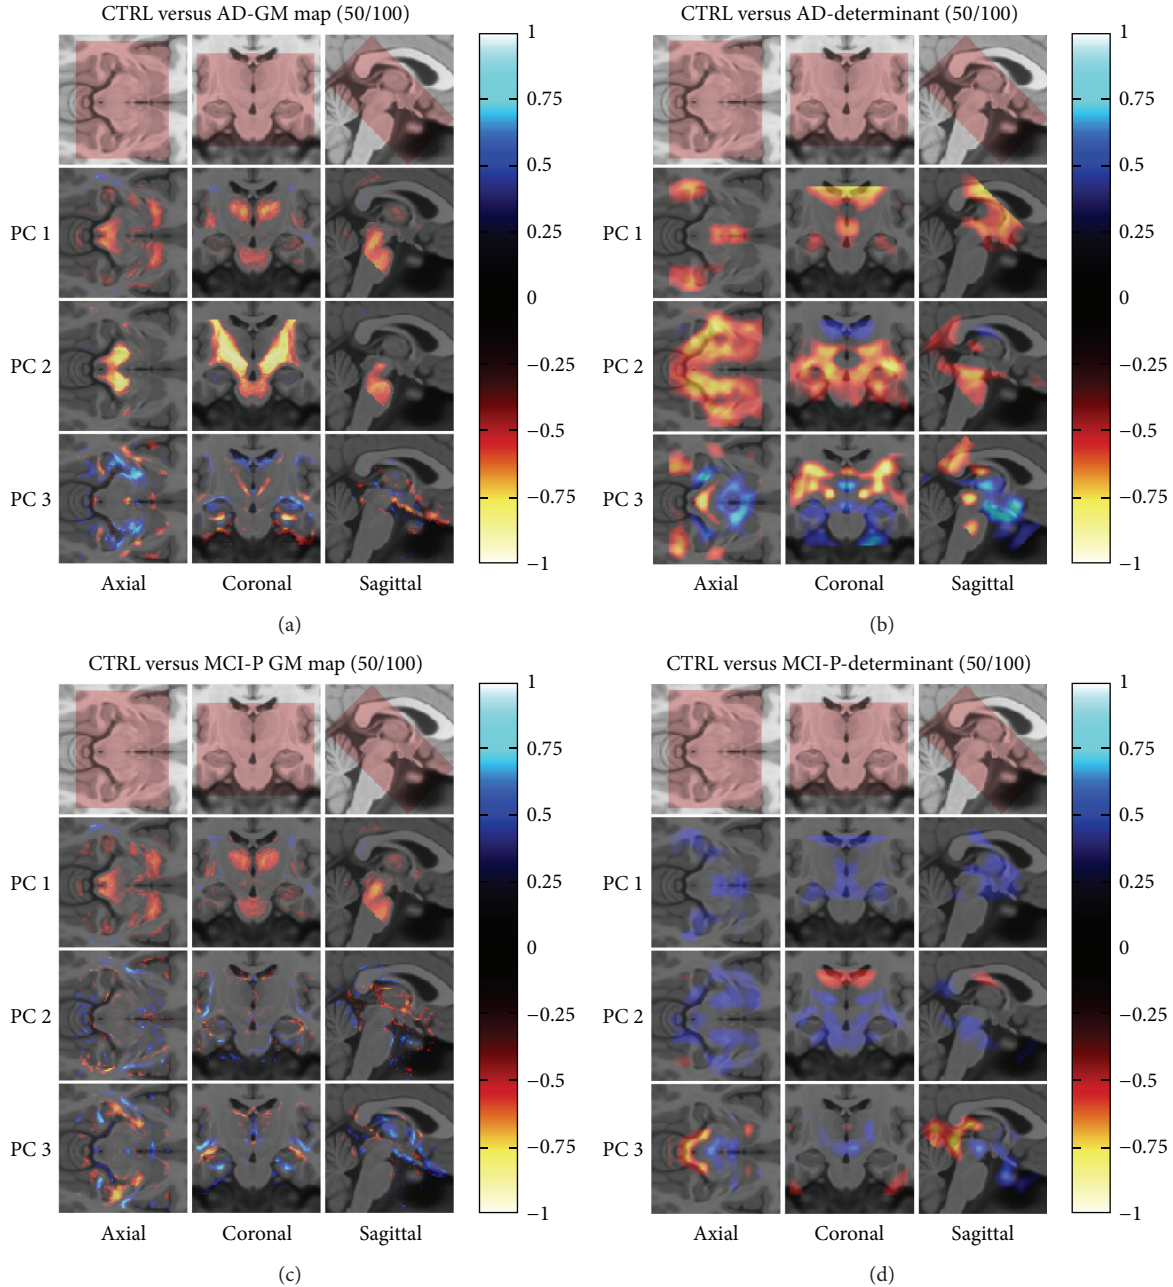 CTRL versus AD-GM map (50/100)
1
0.75
0.5
0.25
0
−0.25
−0.5
−0.75
−1
PC 1
PC 2
PC 3
Axial Coronal Sagittal
(a)
CTRL versus AD-determinant (50/100)
1
0.75
0.5
0.25
0
−0.25
−0.5
−0.75
−1
PC 1
PC 2
PC 3
Axial Coronal Sagittal
(b)
CTRL versus MCI-P GM map (50/100)
1
0.75
0.5
0.25
0
−0.25
−0.5
−0.75
−1
PC 1
PC 2
PC 3
Axial Coronal Sagittal
(c)
CTRL versus MCI-P-determinant (50/100)
1
0.75
0.5
0.25
0
−0.25
−0.5
−0.75
−1
PC 1
PC 2
PC 3
Axial Coronal Sagittal
(d)